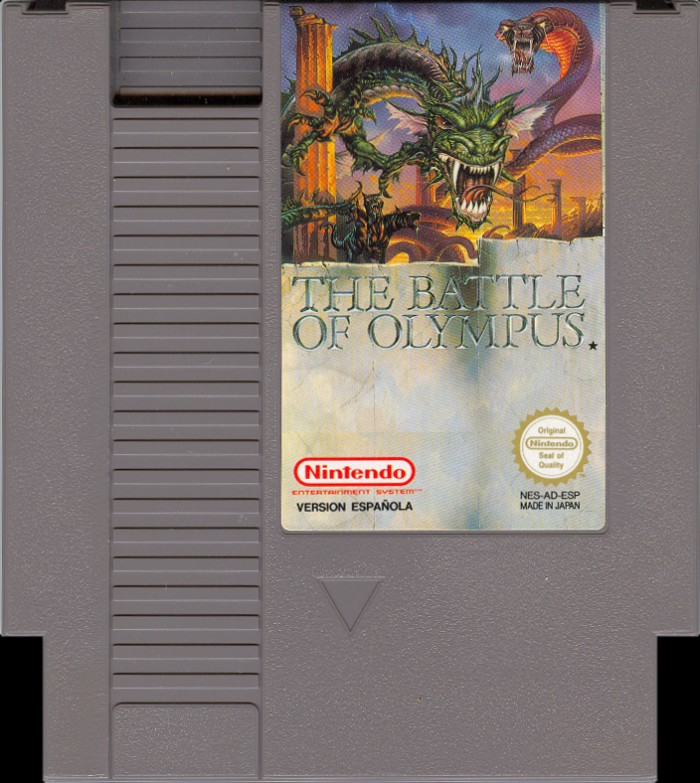 THE BATTLE
OF OLYMPUS
Original
Nintendo
Seal of
Quality
Nintendo
ENTERTAINMENT SYSTEM™
VERSION ESPAÑOLA
NES-AD-ESP
MADE IN JAPAN